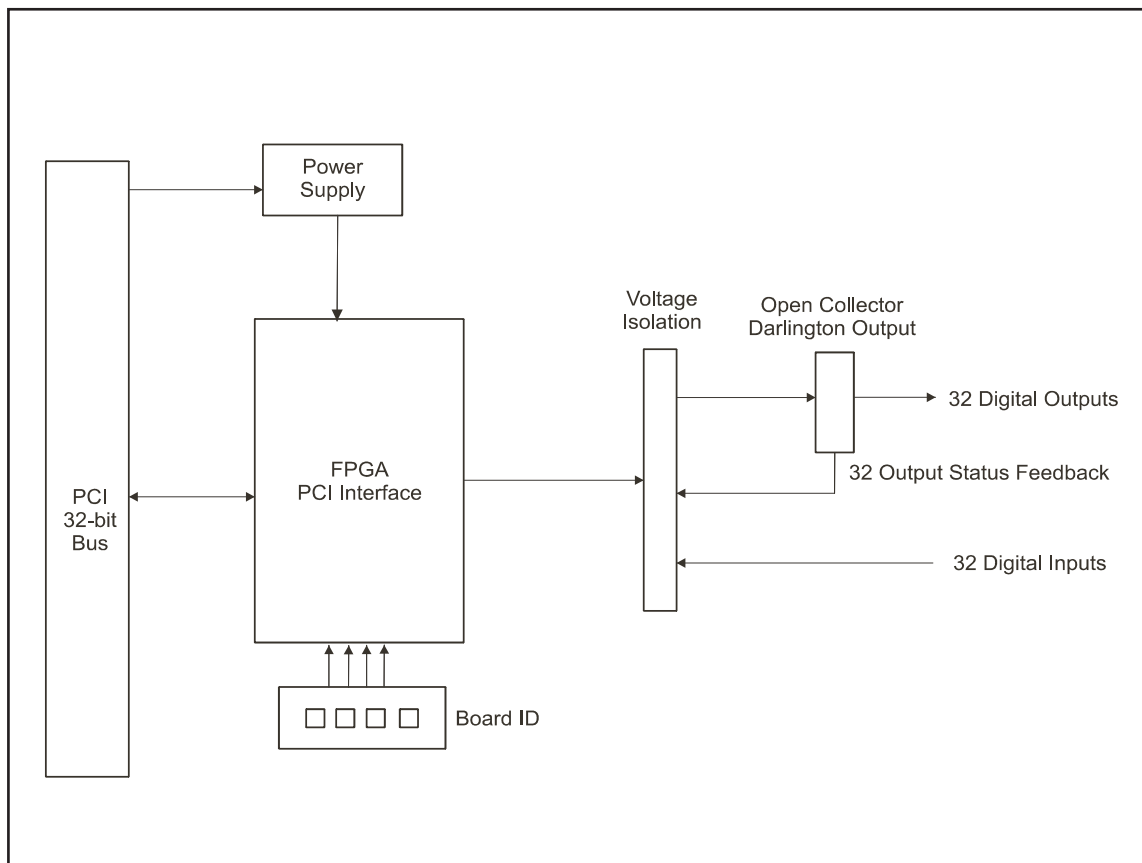 Power
Supply
Voltage
Isolation
Open Collector
Darlington Output
32 Digital Outputs
FPGA
PCI Interface
32 Output Status Feedback
PCI
32-bit
Bus
32 Digital Inputs
Board ID